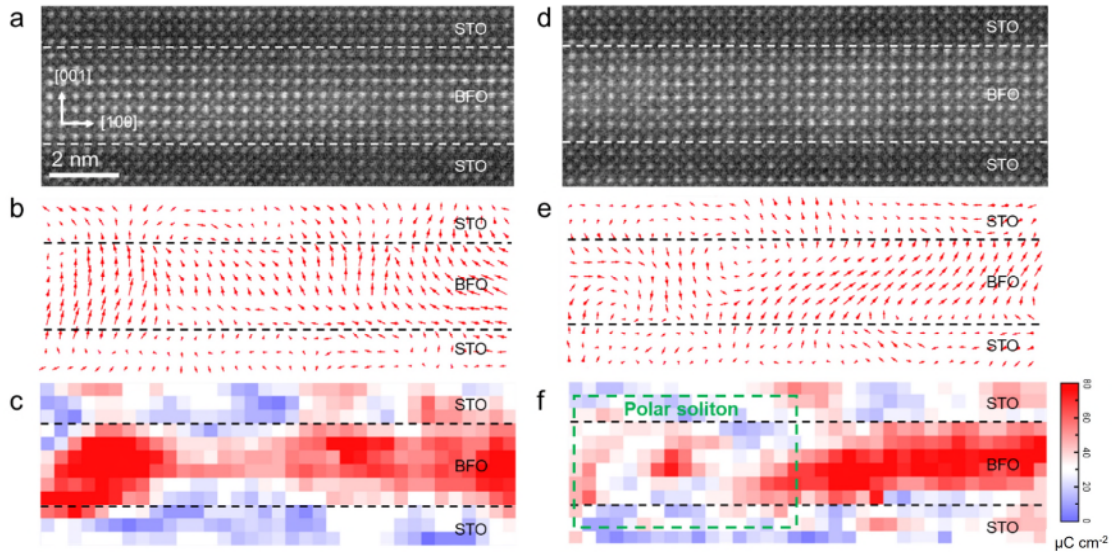 a
STO
[001]
BFO
[100]
STO
2 nm
b
STO
BFO
STO
c
STO
BFO
STO
d
STO
BFO
STO
e
STO
BFO
STO
f
Polar soliton
STO
BFO
STO
80
60
40
20
0
μC cm⁻²